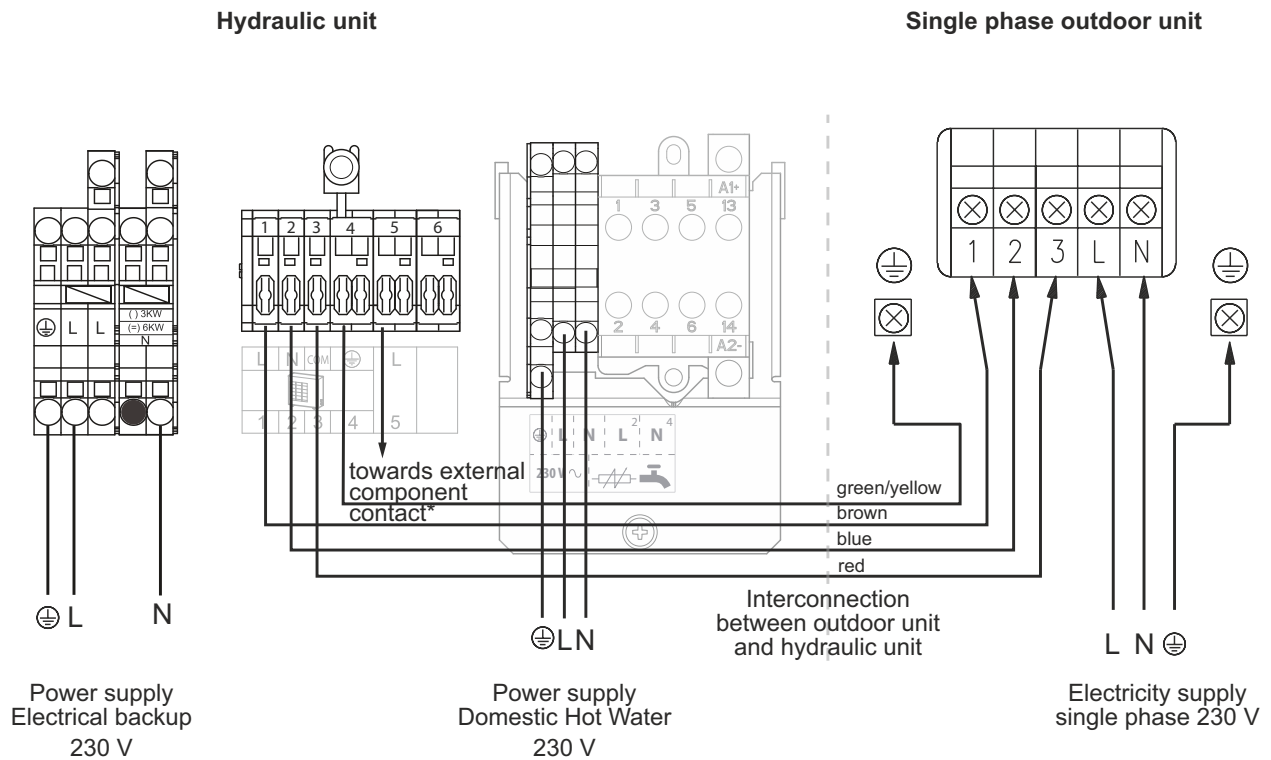 Hydraulic unit
Single phase outdoor unit
1 2 3 4 5 6
L N COM L
1 2 3 4 5
L L
( ) 3KW
(=) 6KW
N
A1+
1 3 5 13
2 4 6 14
A2-
L N L 2 N 4
230 V ~
1 2 3 L N
towards external
component
contact*
green/yellow
brown
blue
red
Interconnection
between outdoor unit
and hydraulic unit
L N
L N
L N
Power supply
Electrical backup
230 V
Power supply
Domestic Hot Water
230 V
Electricity supply
single phase 230 V